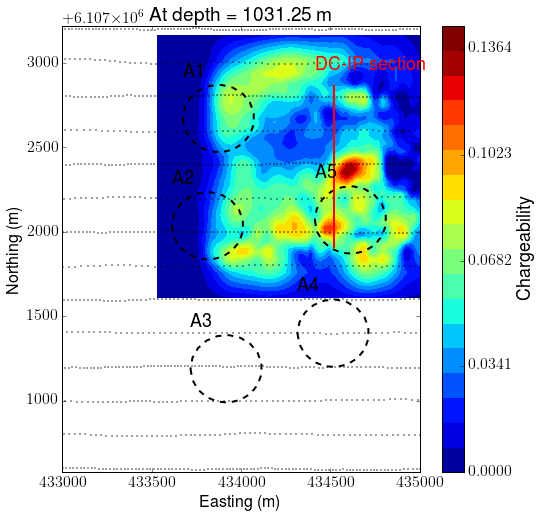 +6.107×10⁶ At depth = 1031.25 m
3000
2500
2000
1500
1000
Northing (m)
433000 433500 434000 434500 435000
Easting (m)
A1
DC-IP section
A2
A5
A4
A3
0.1364
0.1023
0.0682
0.0341
0.0000
Chargeability